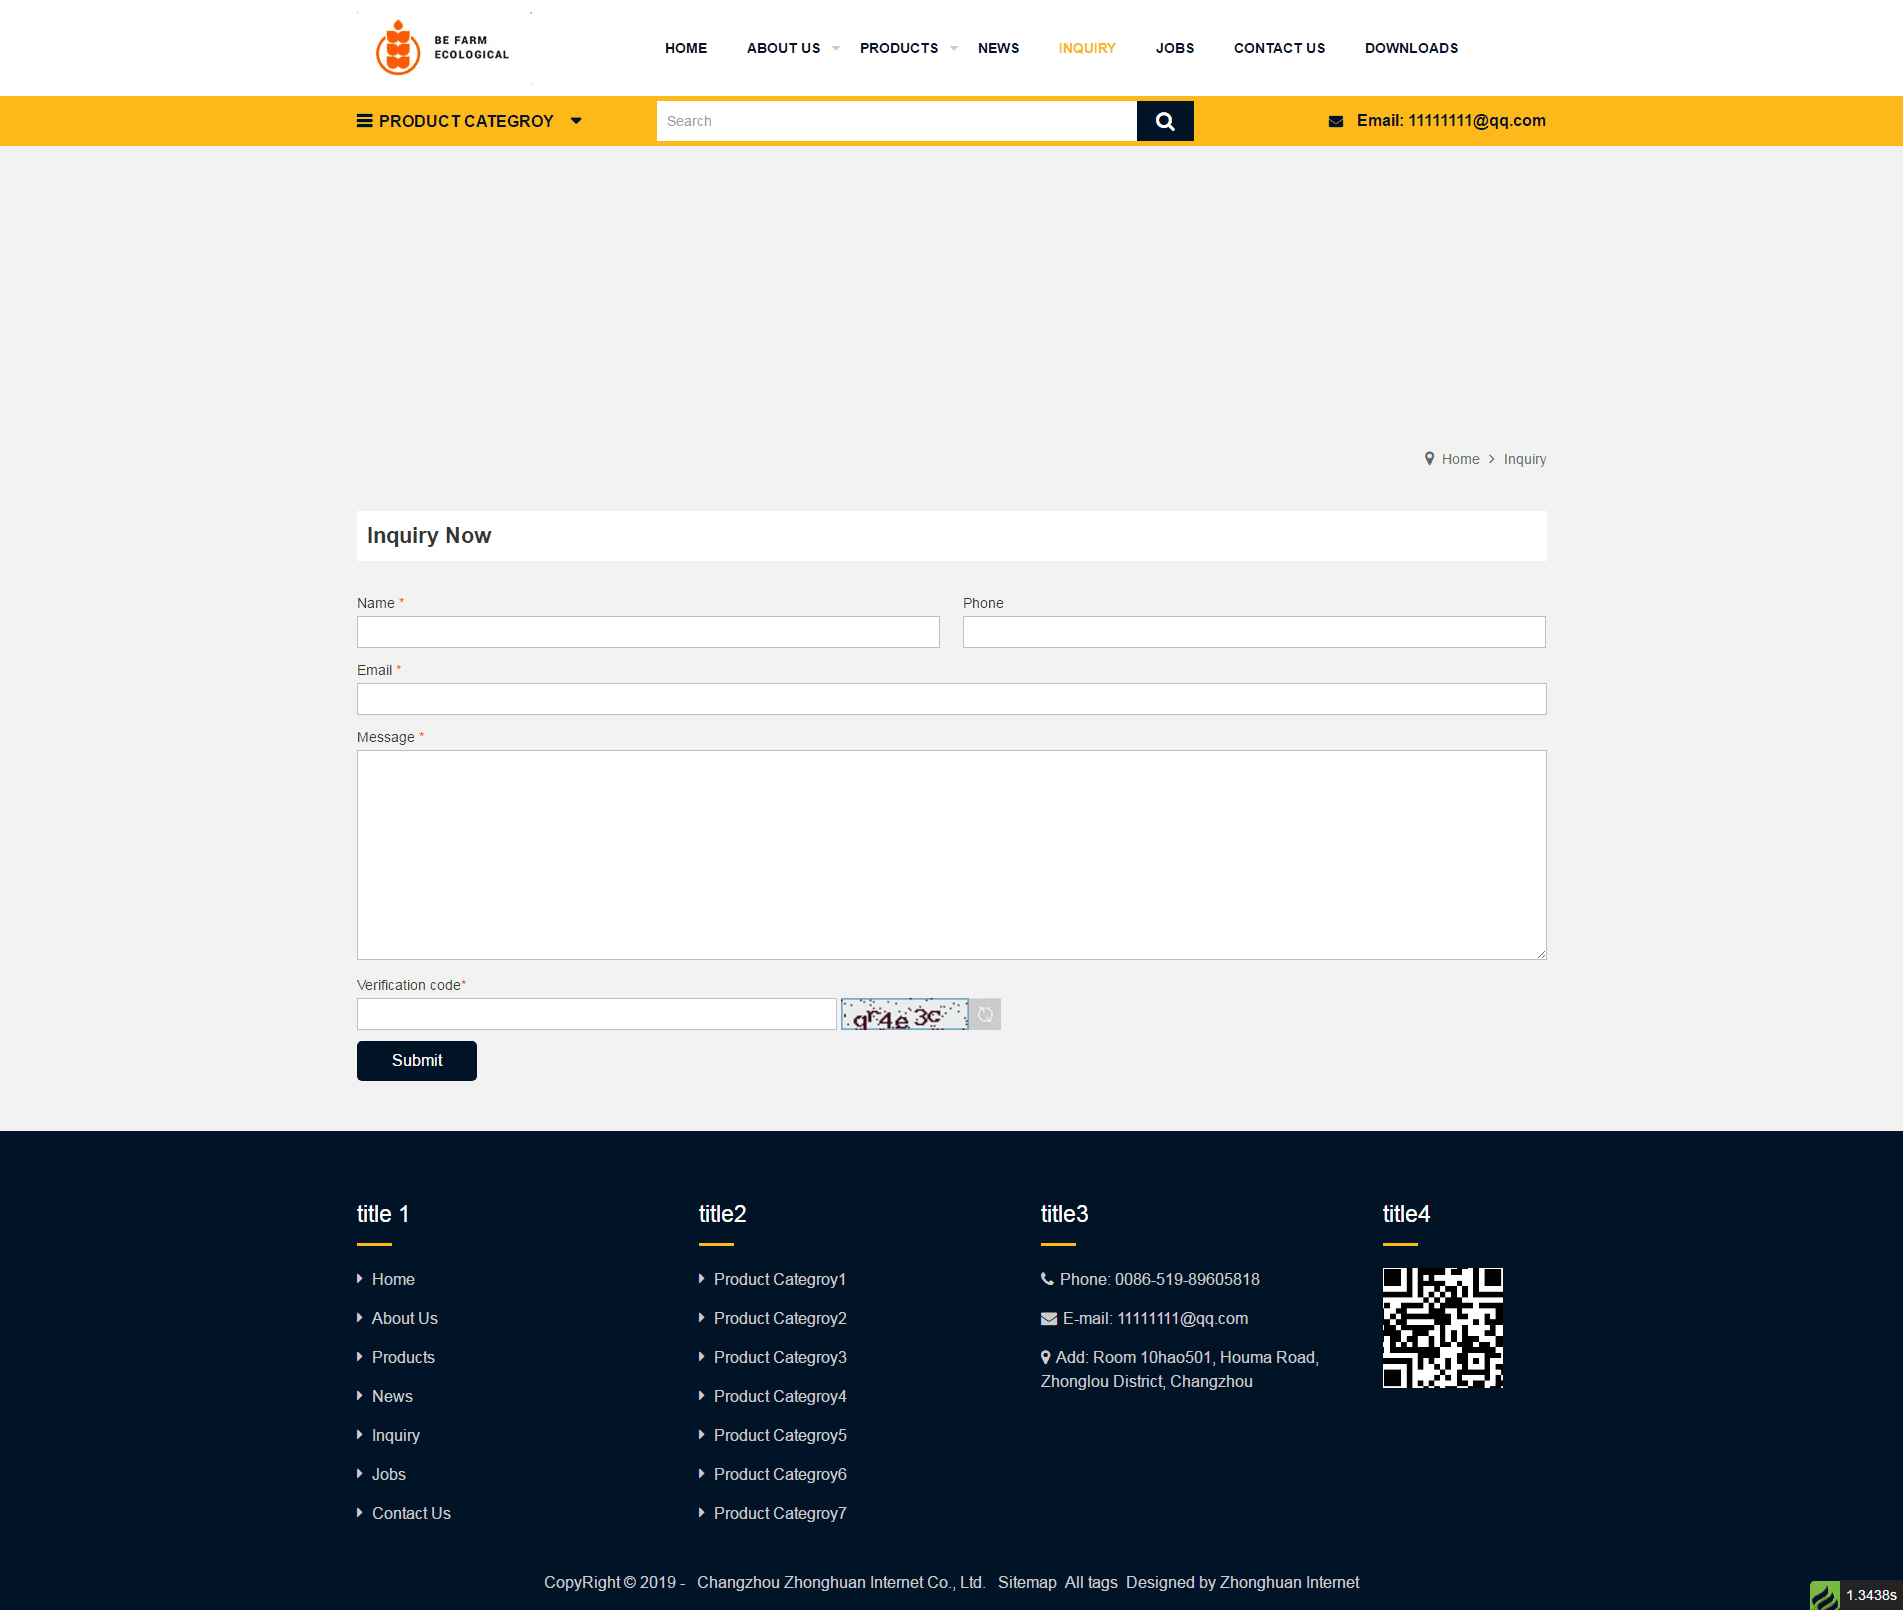 BE FARM
ECOLOGICAL
HOME ABOUT US PRODUCTS NEWS INQUIRY JOBS CONTACT US DOWNLOADS
PRODUCT CATEGROY Search Email: 11111111@qq.com
Home Inquiry
Inquiry Now
Name * Phone
Email *
Message *
Verification code*
qr4e3c
Submit
title 1 title2 title3 title4
Home Product Categroy1 Phone: 0086-519-89605818
About Us Product Categroy2 E-mail: 11111111@qq.com
Products Product Categroy3 Add: Room 10hao501, Houma Road,
Zhonglou District, Changzhou
News Product Categroy4
Inquiry Product Categroy5
Jobs Product Categroy6
Contact Us Product Categroy7
CopyRight © 2019 - Changzhou Zhonghuan Internet Co., Ltd. Sitemap All tags Designed by Zhonghuan Internet
1.3438s